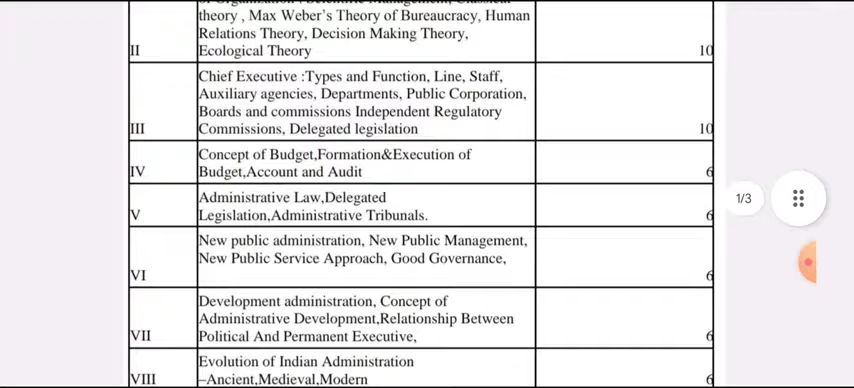 of Organization : Scientific Management, Classical
theory , Max Weber's Theory of Bureaucracy, Human
Relations Theory, Decision Making Theory,
II Ecological Theory 10
Chief Executive :Types and Function, Line, Staff,
Auxiliary agencies, Departments, Public Corporation,
Boards and commissions Independent Regulatory
III Commissions, Delegated legislation 10
Concept of Budget,Formation&Execution of
IV Budget,Account and Audit 6
Administrative Law,Delegated
V Legislation,Administrative Tribunals. 6
New public administration, New Public Management,
New Public Service Approach, Good Governance,
VI 6
Development administration, Concept of
Administrative Development,Relationship Between
VII Political And Permanent Executive, 6
Evolution of Indian Administration
VIII –Ancient,Medieval,Modern 6
1/3